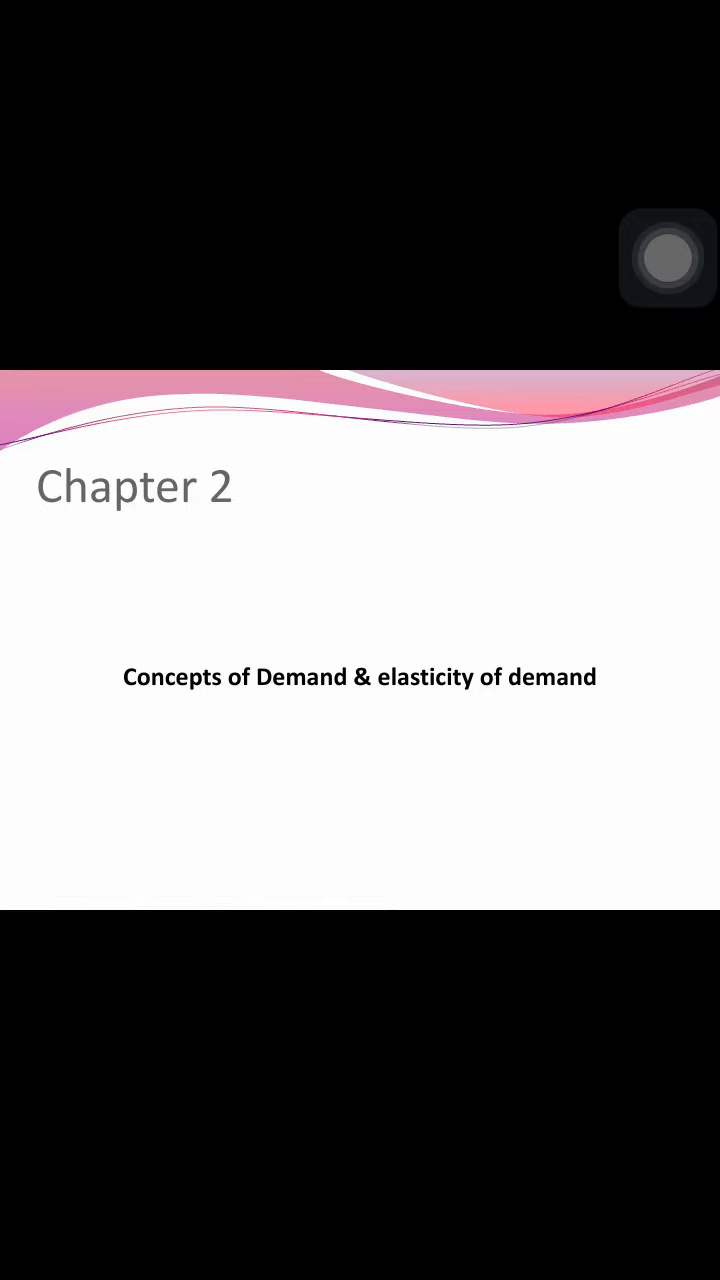 Chapter 2
Concepts of Demand & elasticity of demand